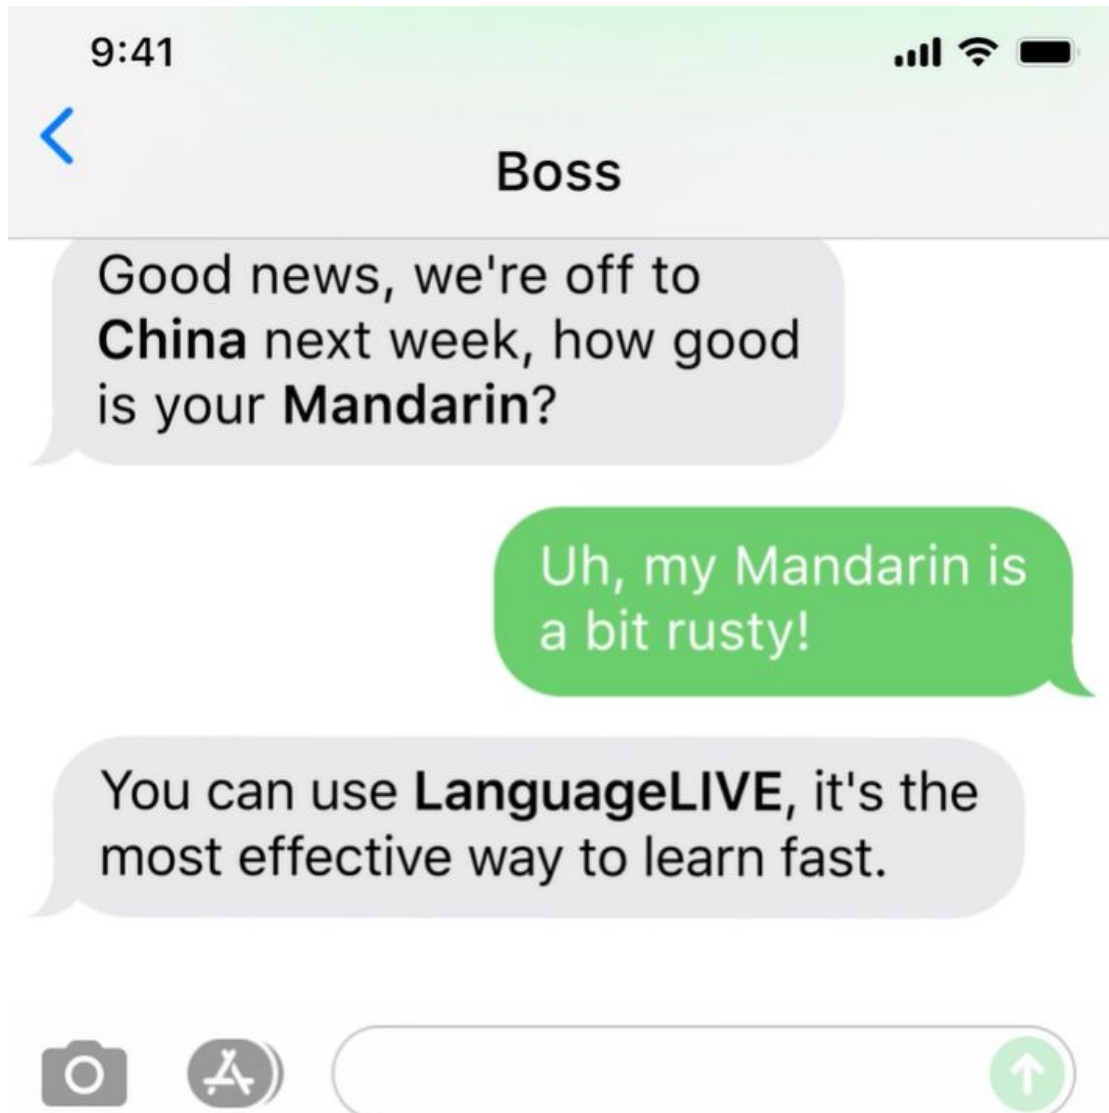 9:41
Boss
Good news, we're off to
China next week, how good
is your Mandarin?
Uh, my Mandarin is
a bit rusty!
You can use LanguageLIVE, it's the
most effective way to learn fast.